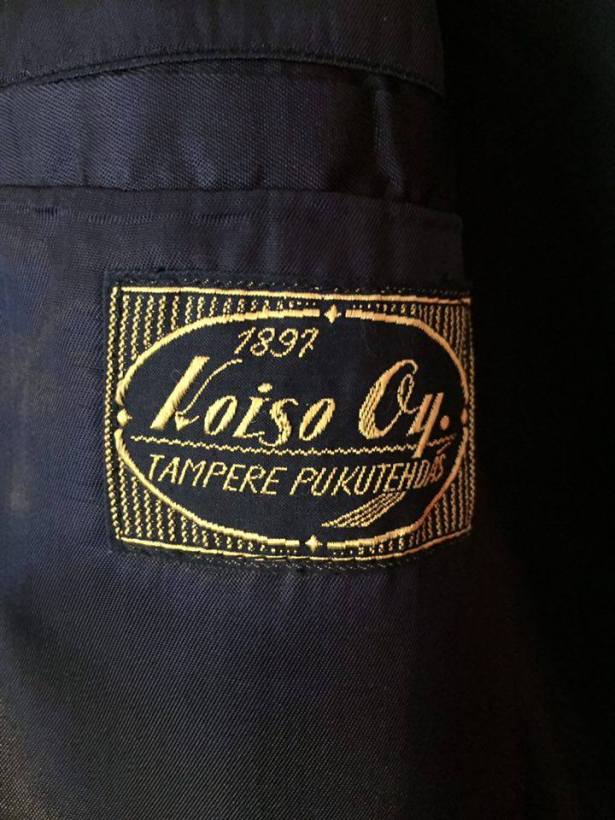 1897
Koiso Oy.
TAMPERE PUKUTEHDAS